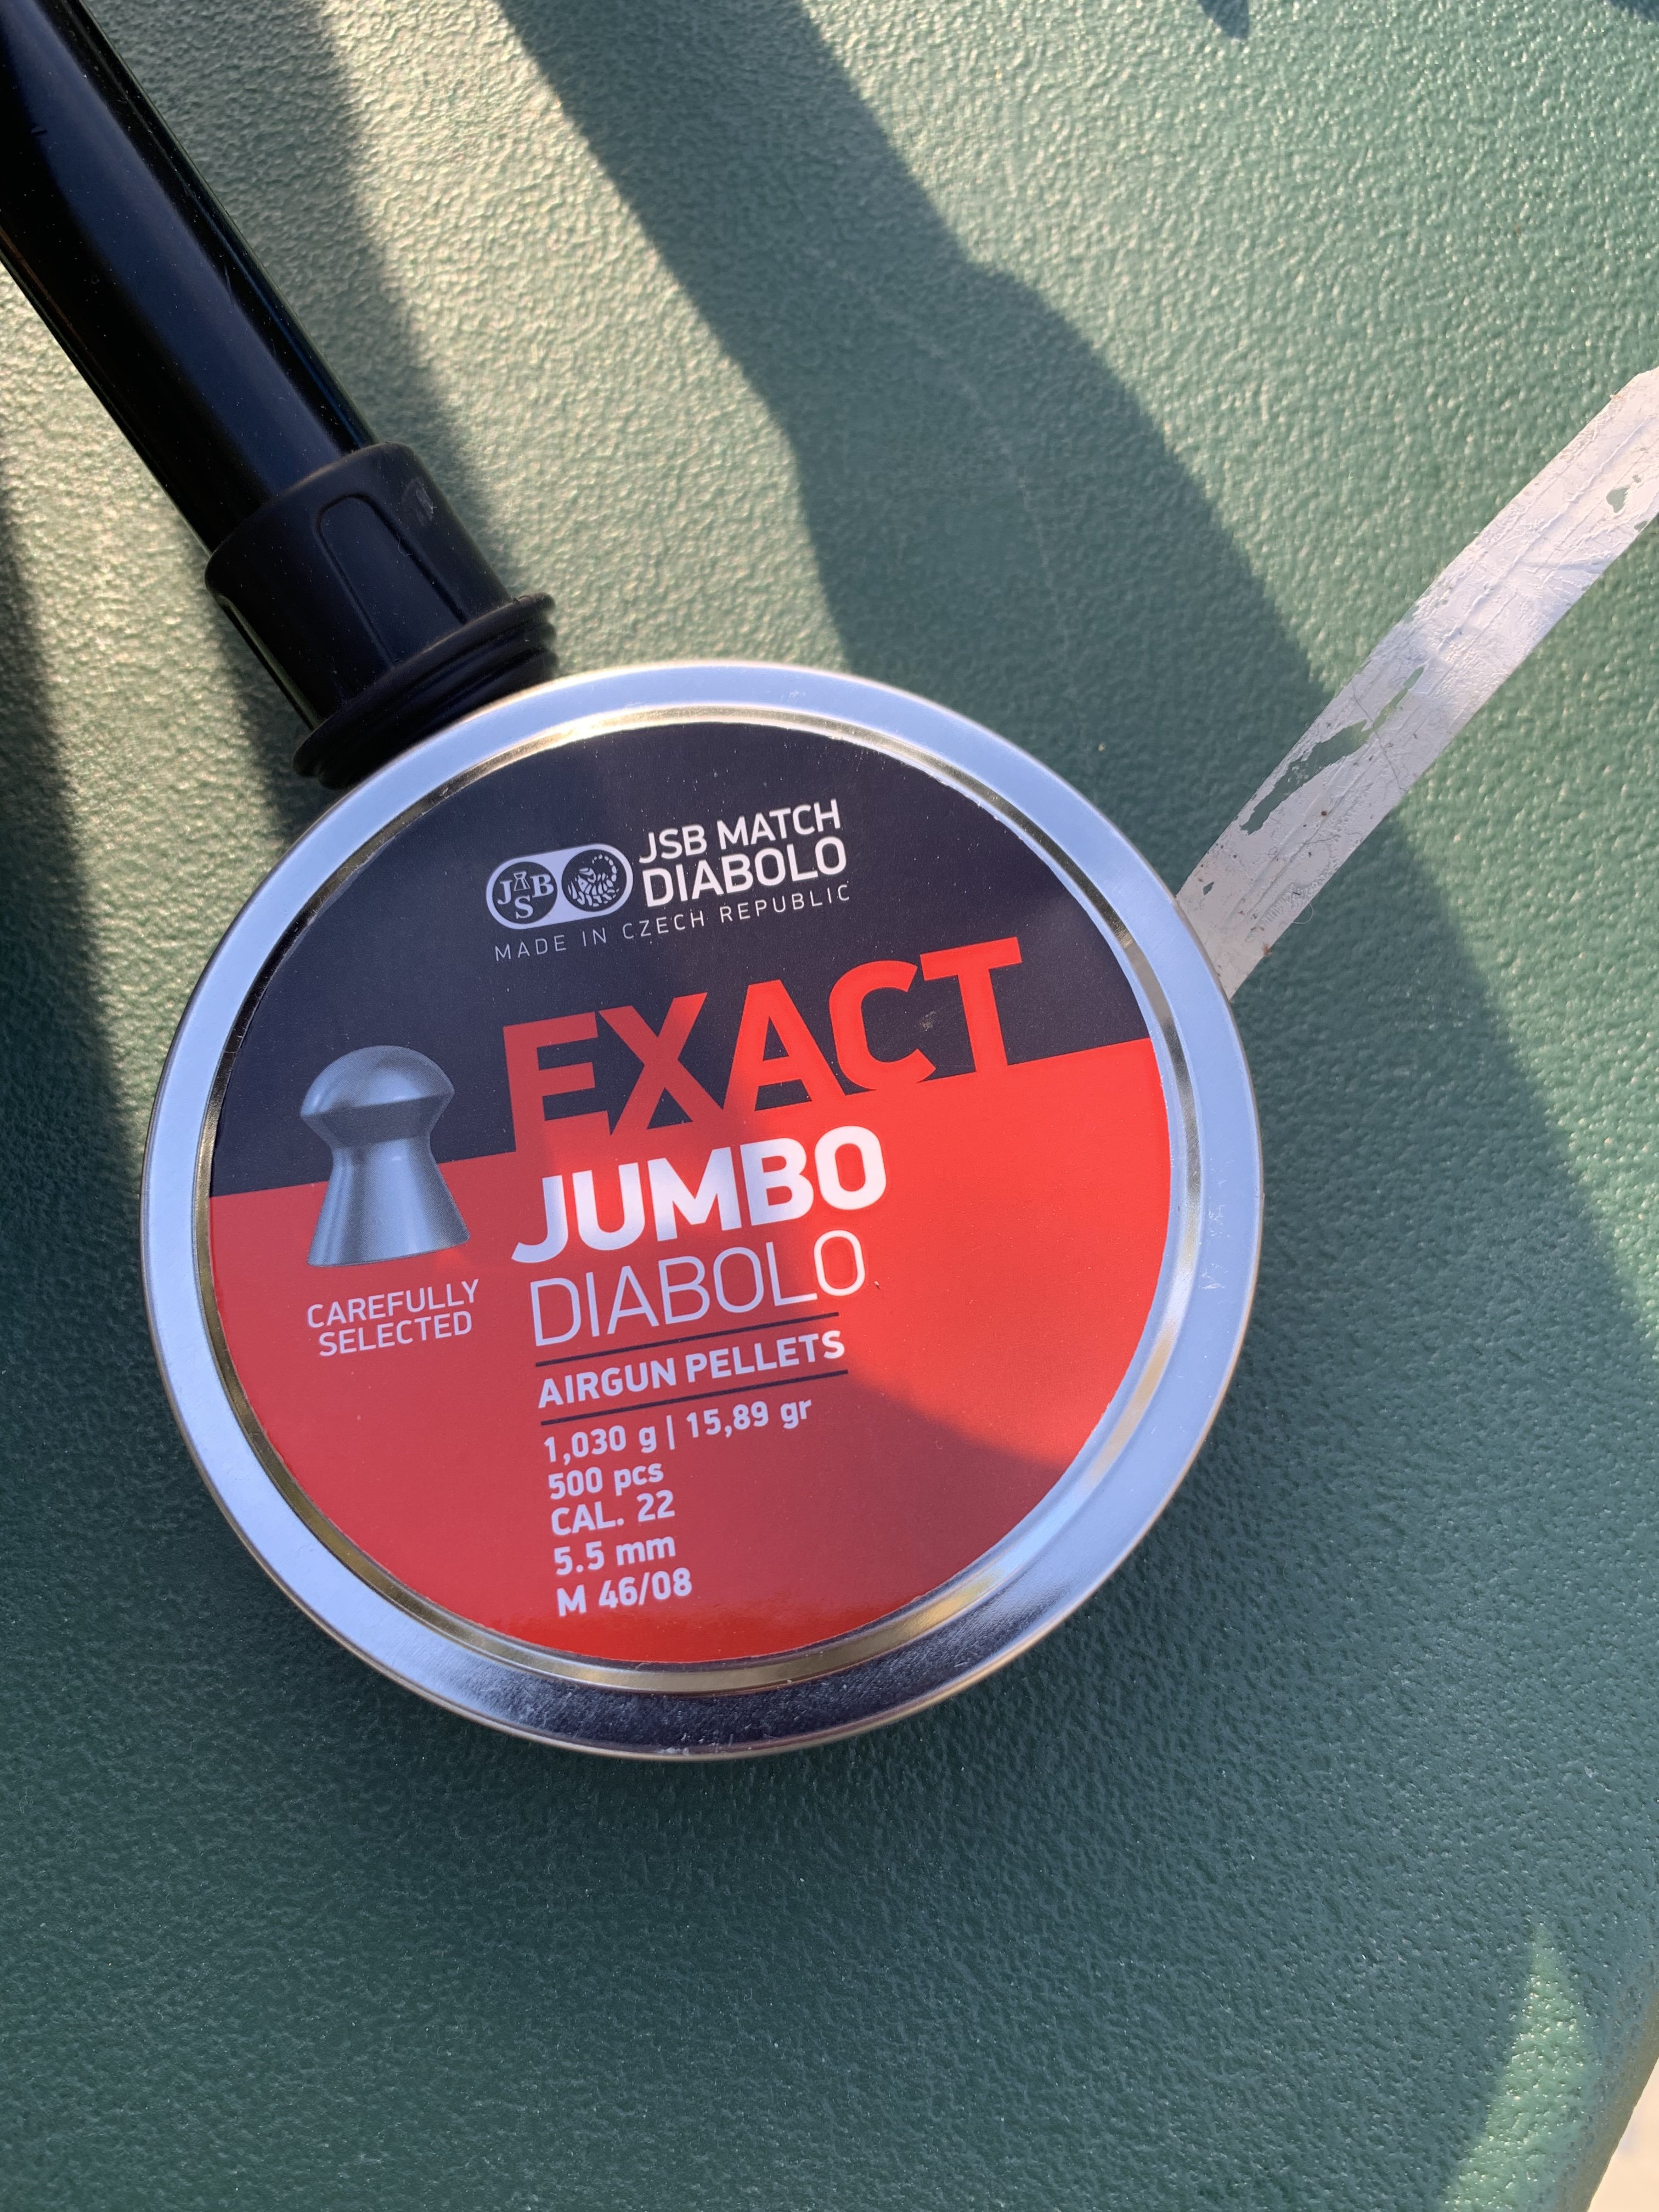 JSB
JSB MATCH
DIABOLO
MADE IN CZECH REPUBLIC
EXACT
JUMBO
DIABOLO
CAREFULLY
SELECTED
AIRGUN PELLETS
1,030 g | 15,89 gr
500 pcs
CAL. 22
5.5 mm
M 46/08